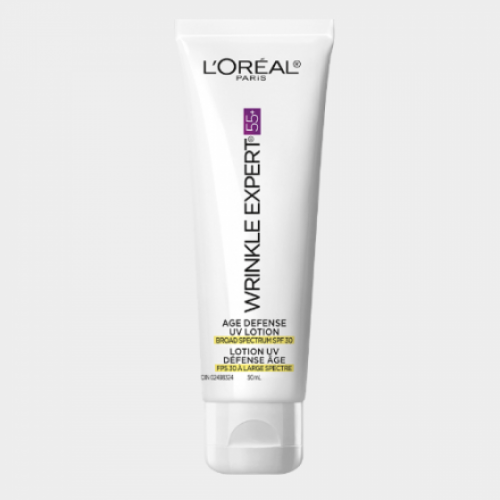 L'ORÉAL®
PARIS
WRINKLE EXPERT® 55+
AGE DEFENSE
UV LOTION
BROAD SPECTRUM SPF 30
LOTION UV
DÉFENSE ÂGE
FPS 30 À LARGE SPECTRE
50 mL